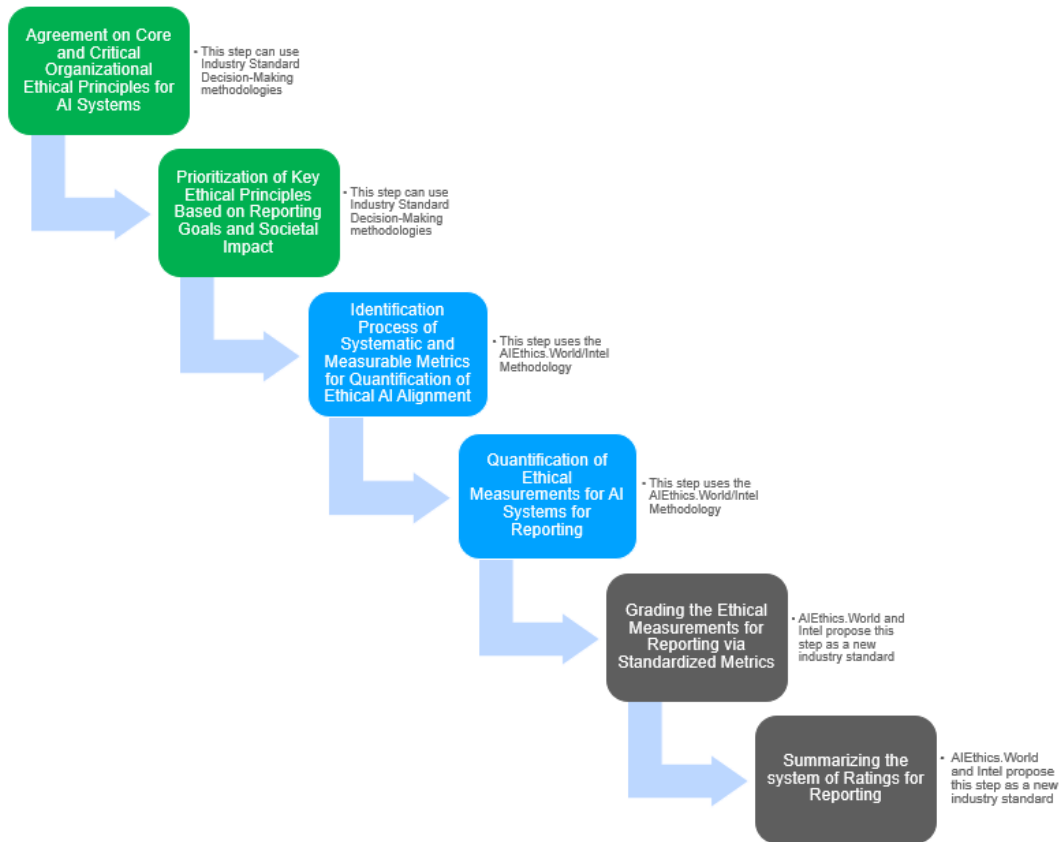 Agreement on Core
and Critical
Organizational
Ethical Principles for
AI Systems
• This step can use
Industry Standard
Decision-Making
methodologies
Prioritization of Key
Ethical Principles
Based on Reporting
Goals and Societal
Impact
• This step can use
Industry Standard
Decision-Making
methodologies
Identification
Process of
Systematic and
Measurable Metrics
for Quantification of
Ethical AI Alignment
• This step uses the
AIEthics.World/Intel
Methodology
Quantification of
Ethical
Measurements for AI
Systems for
Reporting
• This step uses the
AIEthics.World/Intel
Methodology
Grading the Ethical
Measurements for
Reporting via
Standardized Metrics
• AIEthics.World and
Intel propose this
step as a new
industry standard
Summarizing the
system of Ratings for
Reporting
• AIEthics.World
and Intel propose
this step as a new
industry standard